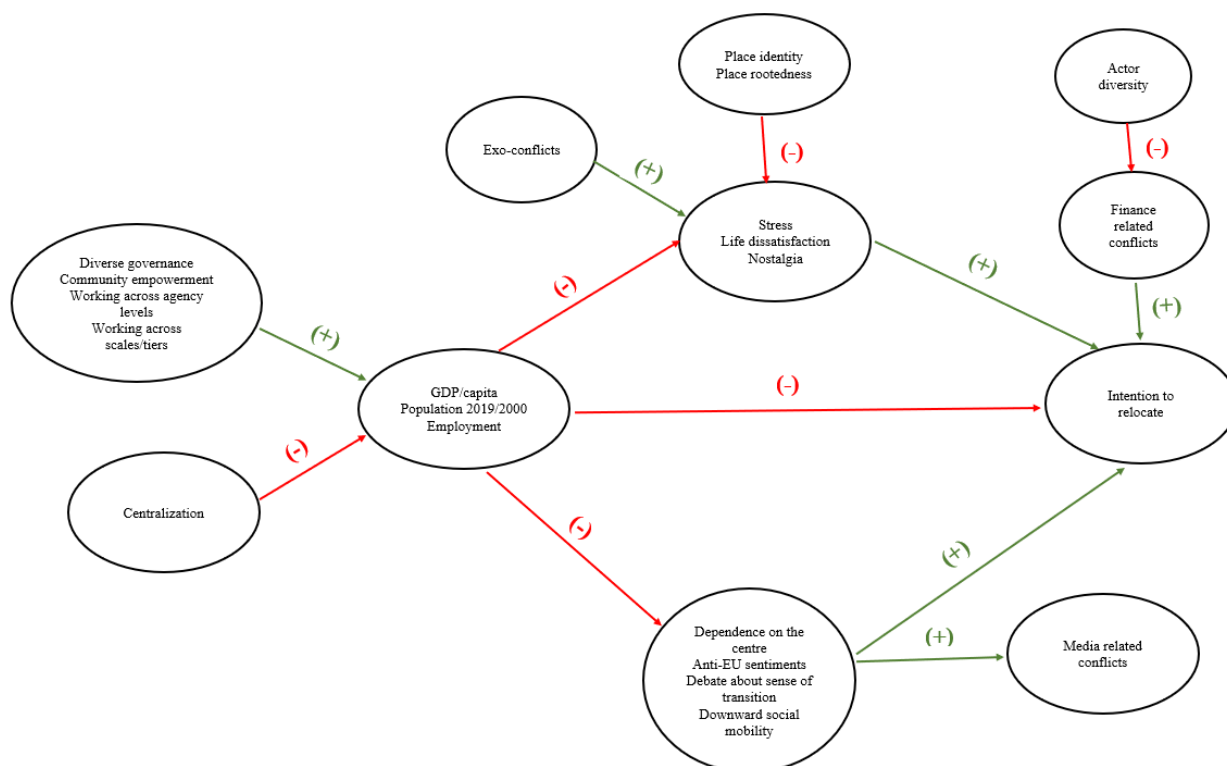 Place identity
Place rootedness
Actor
diversity
Exo-conflicts
(+)
(-)
(-)
Stress
Life dissatisfaction
Nostalgia
Finance
related
conflicts
Diverse governance
Community empowerment
Working across agency
levels
Working across
scales/tiers
(+)
(-)
(+)
(+)
GDP/capita
Population 2019/2000
Employment
(-)
Intention to
relocate
Centralization
(-)
(-)
(+)
Dependence on the
centre
Anti-EU sentiments
Debate about sense of
transition
Downward social
mobility
(+)
Media related
conflicts